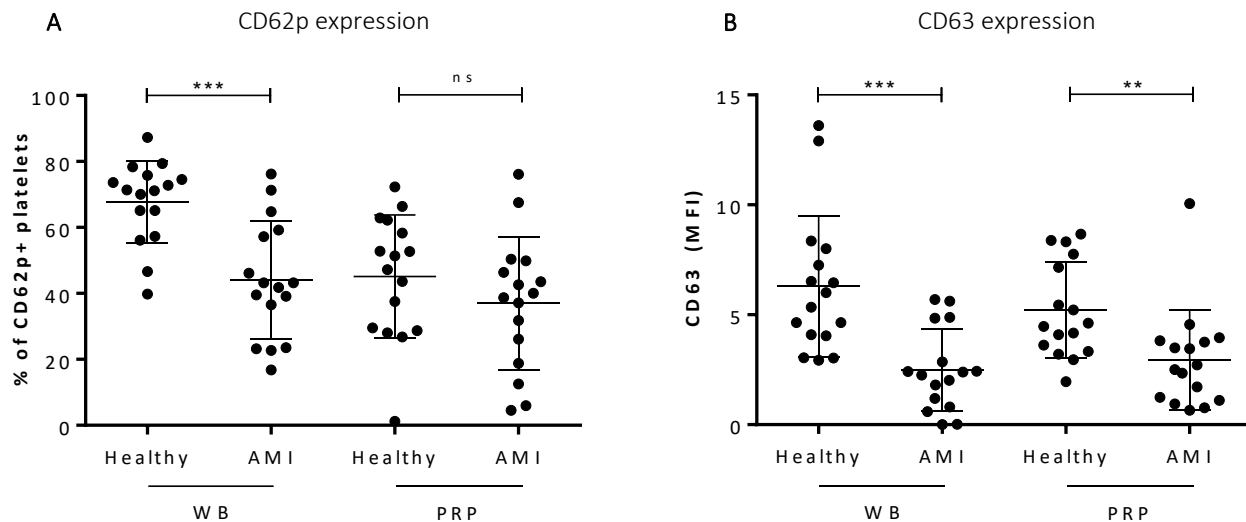 A
CD62p expression
% of CD62p+ platelets
100
80
60
40
20
0
***
ns
Healthy
AMI
Healthy
AMI
WB
PRP
B
CD63 expression
CD63 (MFI)
15
10
5
0
***
**
Healthy
AMI
Healthy
AMI
WB
PRP